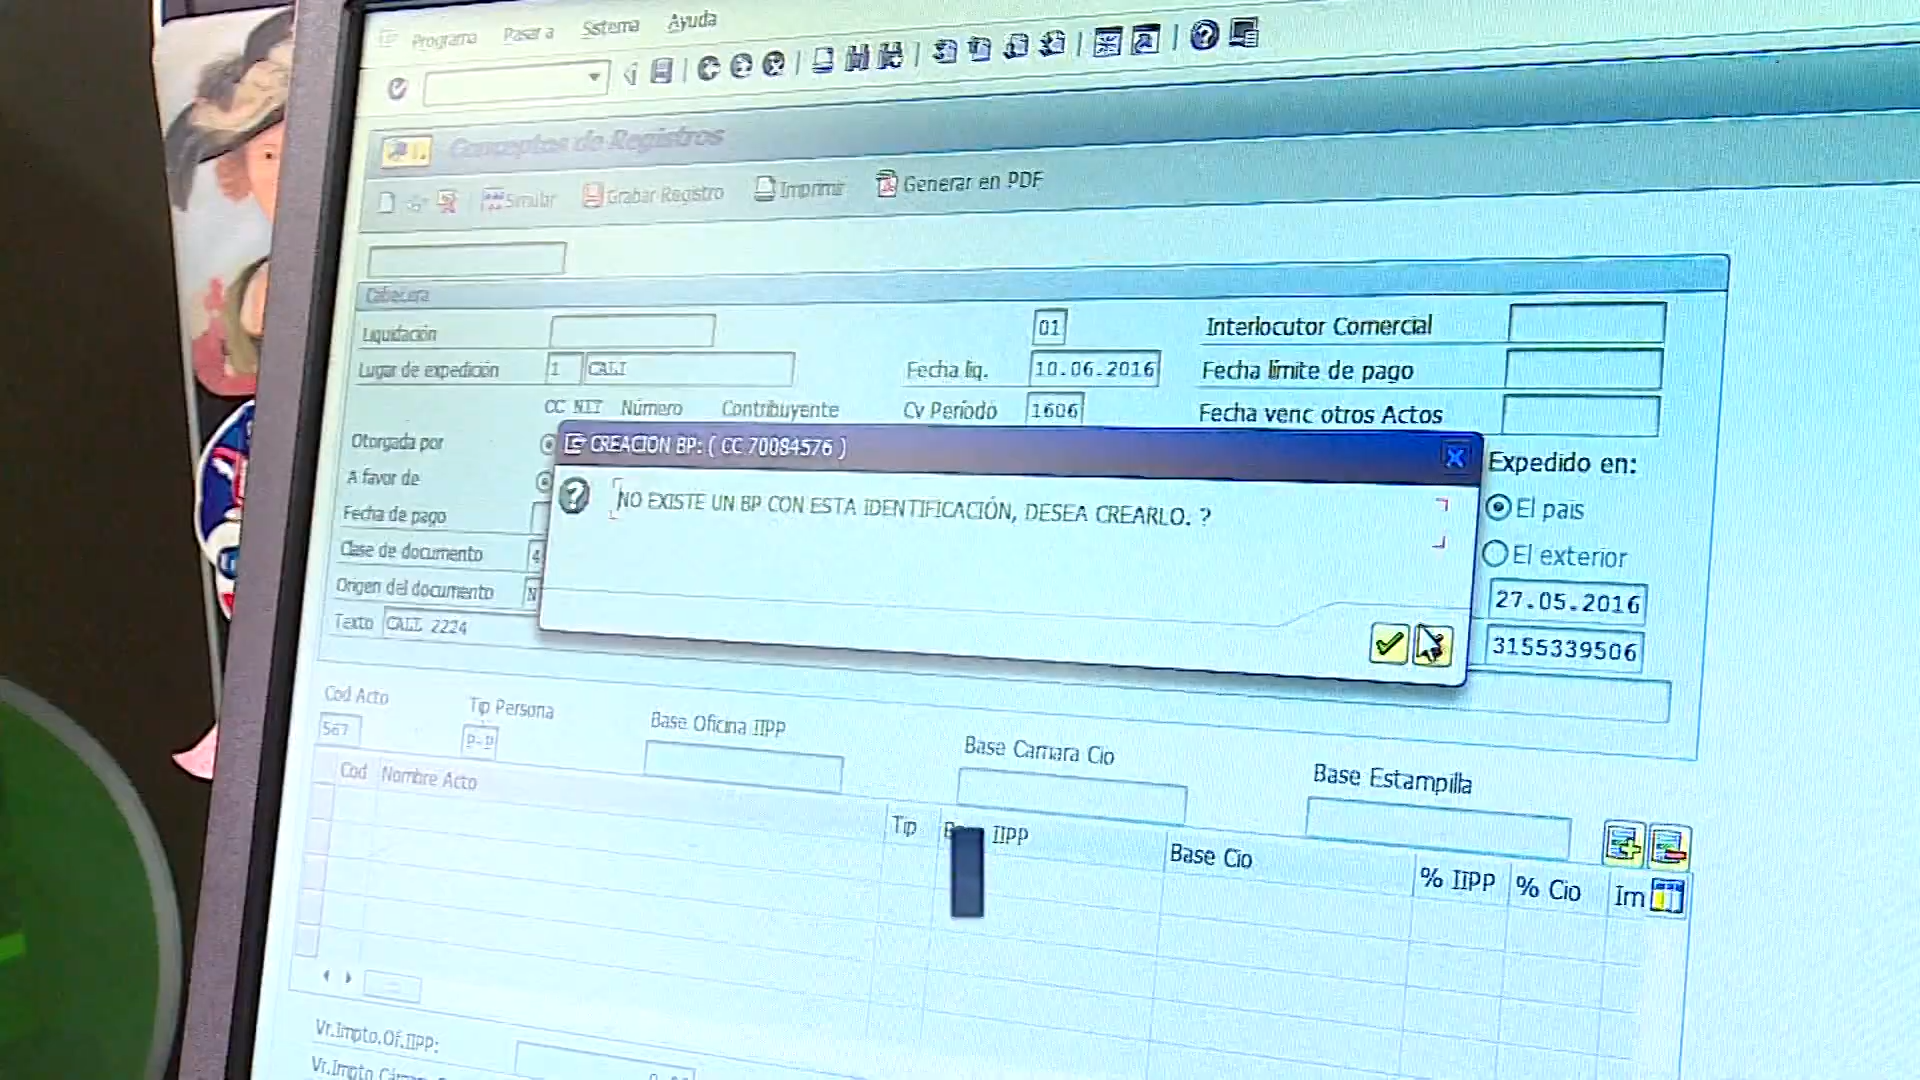 Programa Pasar a Sistema Ayuda
Conceptos de Registros
Simular Grabar Registro Imprimir Generar en PDF
Cabecera
Liquidación 01 Interlocutor Comercial
Lugar de expedición 1 CALI Fecha liq. 10.06.2016 Fecha límite de pago
CC NIT Número Contribuyente Cv Período 1606 Fecha venc otros Actos
Otorgada por
CREACION BP: ( CC 70084576 )
Expedido en:
A favor de
NO EXISTE UN BP CON ESTA IDENTIFICACIÓN, DESEA CREARLO. ?
El país
Fecha de pago
Clase de documento 4
El exterior
Origen del documento N
27.05.2016
Texto CALI 2224
3155339506
Cod Acto Tip Persona Base Oficina IIPP Base Camara Cio Base Estampilla
567 P-P
Cod Nombre Acto Tip IIPP Base Cio % IIPP % Cio Im
Vr.Impto.Of.IIPP:
Vr.Impto